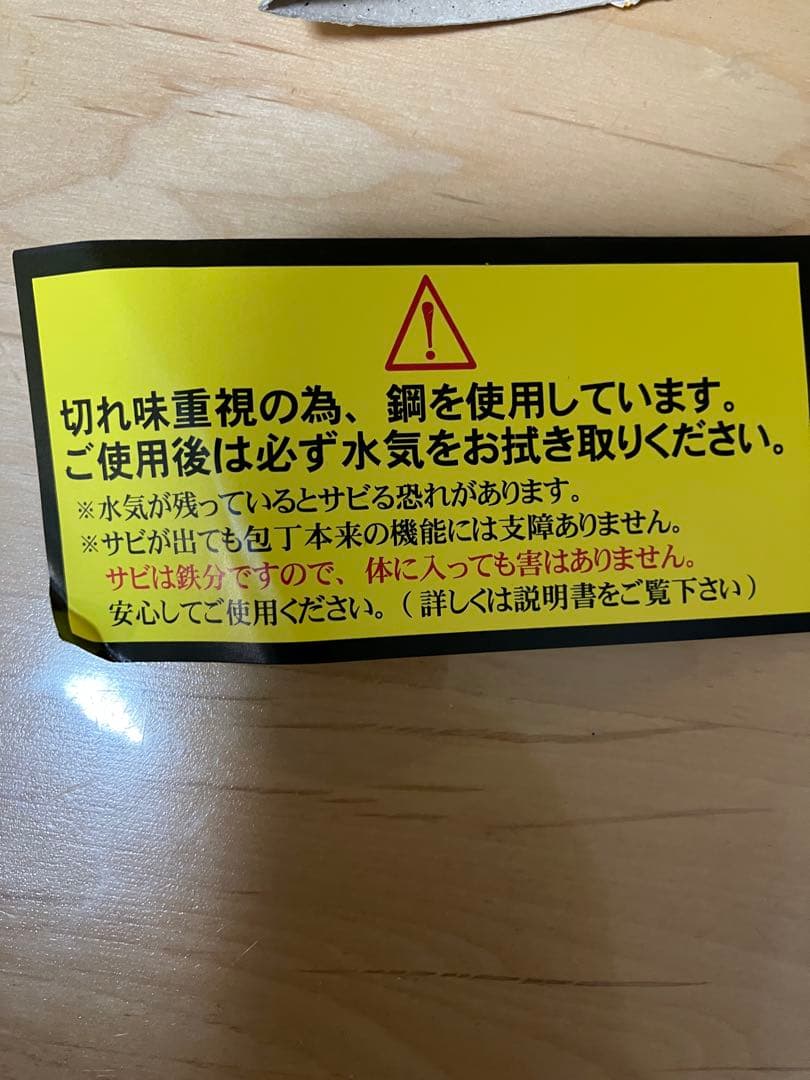 切れ味重視の為、鋼を使用しています。
ご使用後は必ず水気をお拭き取りください。
※水気が残っているとサビる恐れがあります。
※サビが出ても包丁本来の機能には支障ありません。
サビは鉄分ですので、体に入っても害はありません。
安心してご使用ください。（詳しくは説明書をご覧下さい）